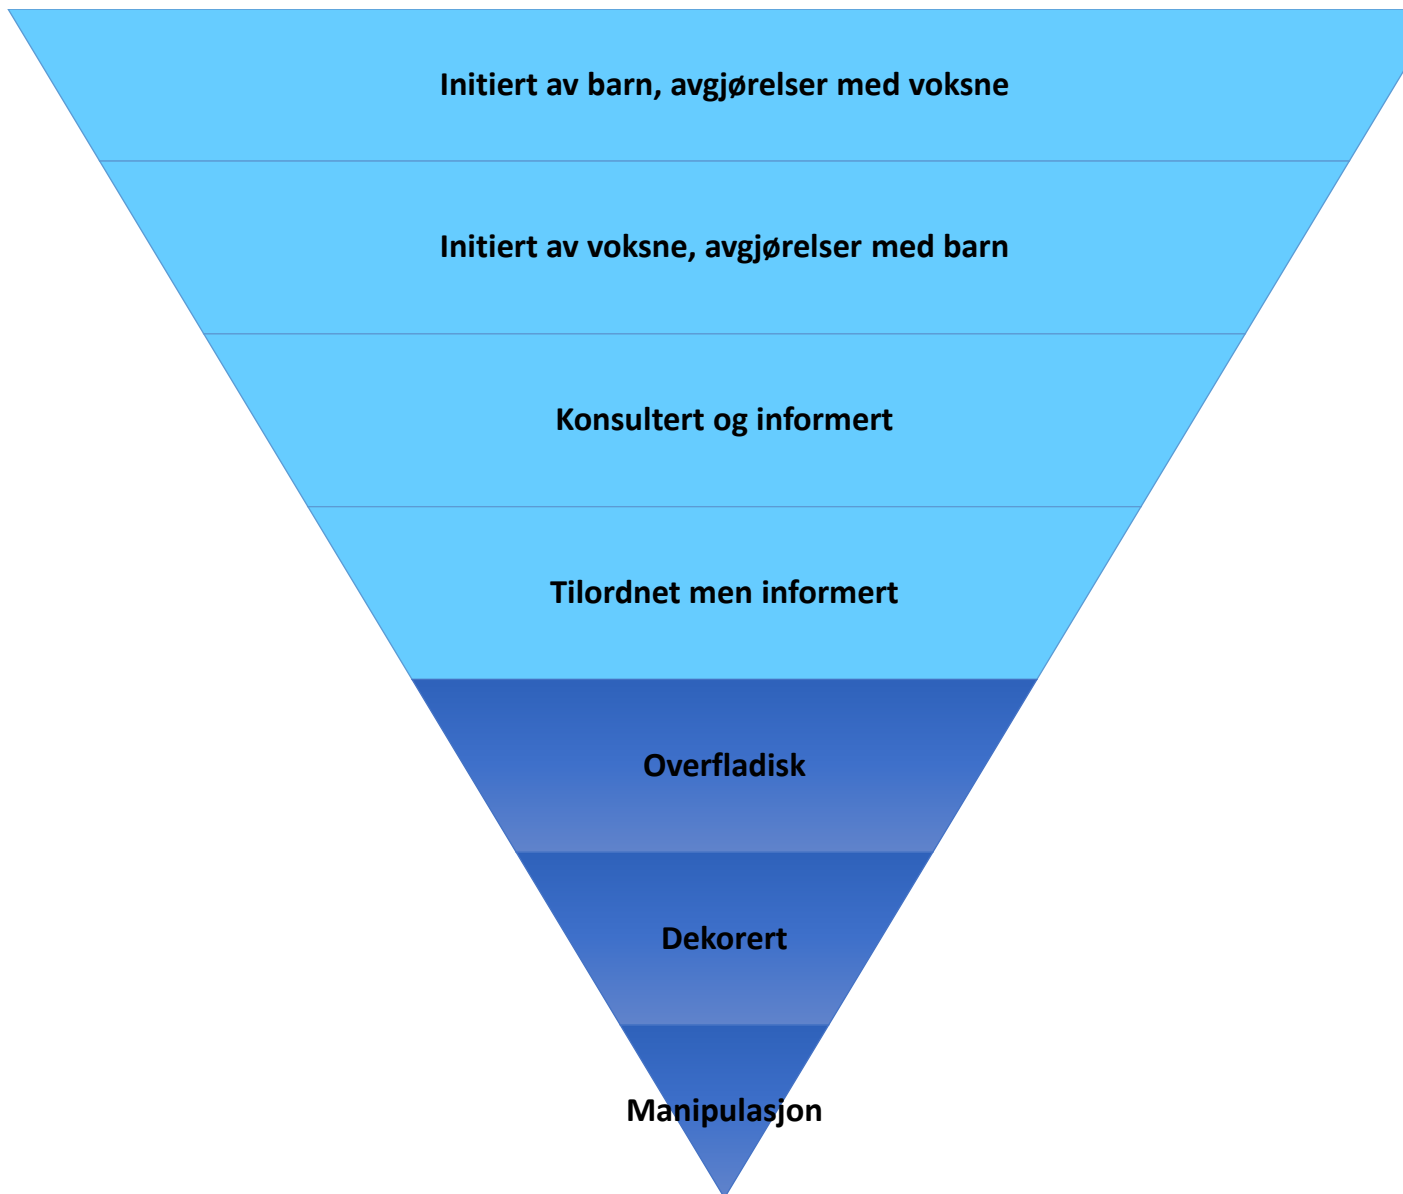 Initiert av barn, avgjørelser med voksne
Initiert av voksne, avgjørelser med barn
Konsultert og informert
Tilordnet men informert
Overfladisk
Dekorert
Manipulasjon